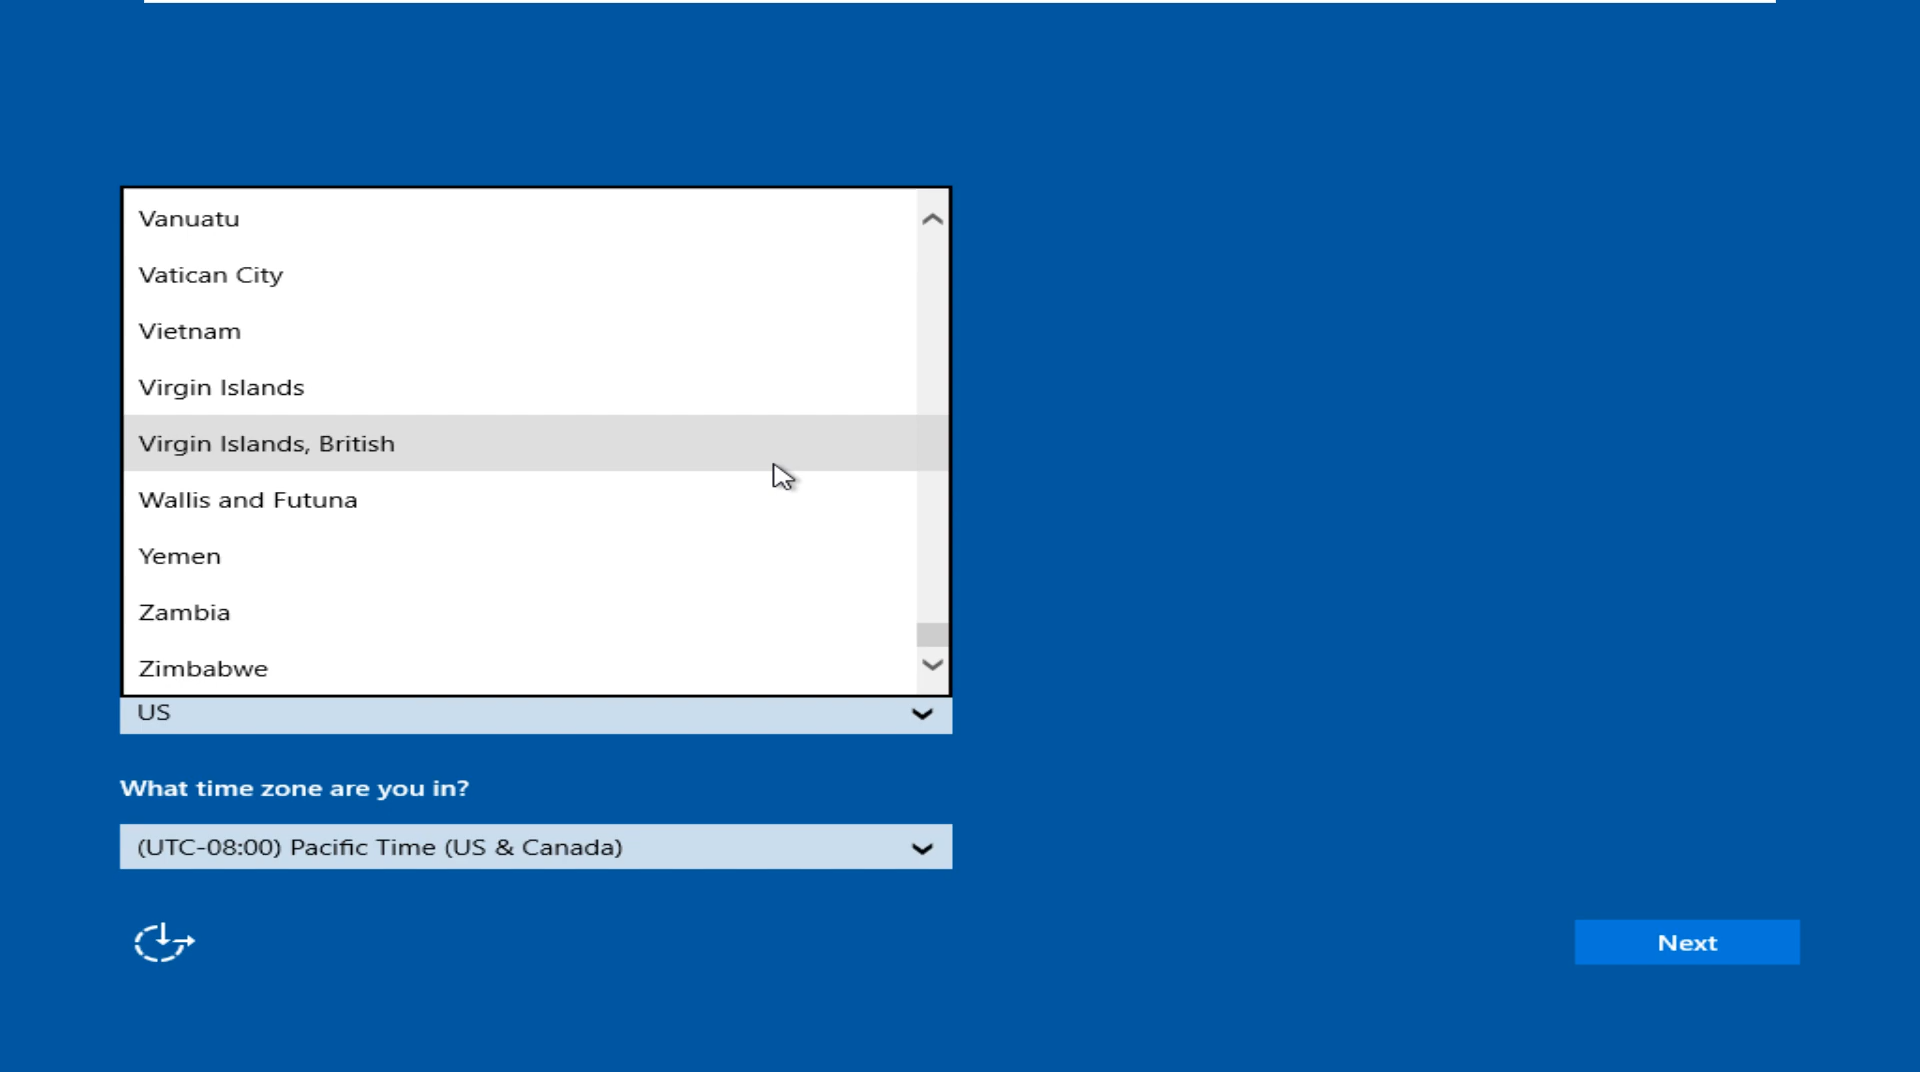 Vanuatu
Vatican City
Vietnam
Virgin Islands
Virgin Islands, British
Wallis and Futuna
Yemen
Zambia
Zimbabwe
US
What time zone are you in?
(UTC-08:00) Pacific Time (US & Canada)
Next